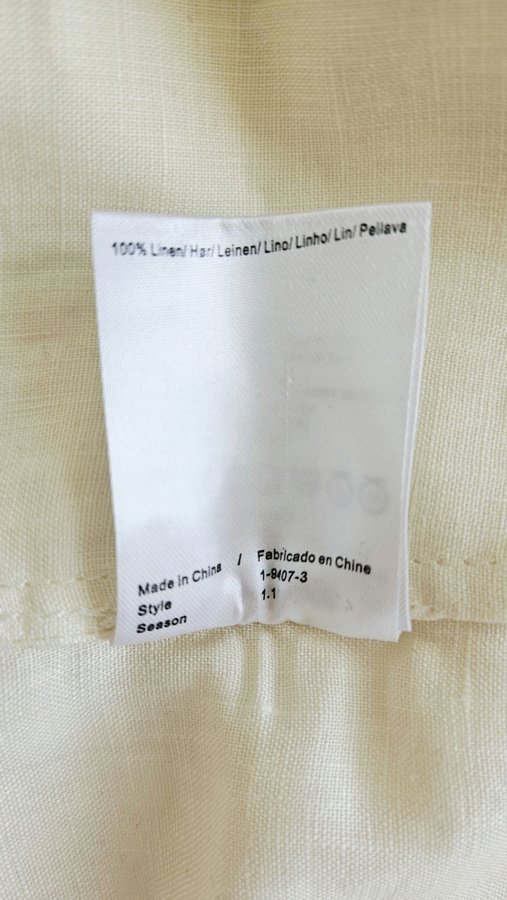 100% Linen/ Hør/ Leinen/ Lino/ Linho/ Lin/ Pellava
Made in China / Fabricado en Chine
Style 1-9407-3
Season 1.1